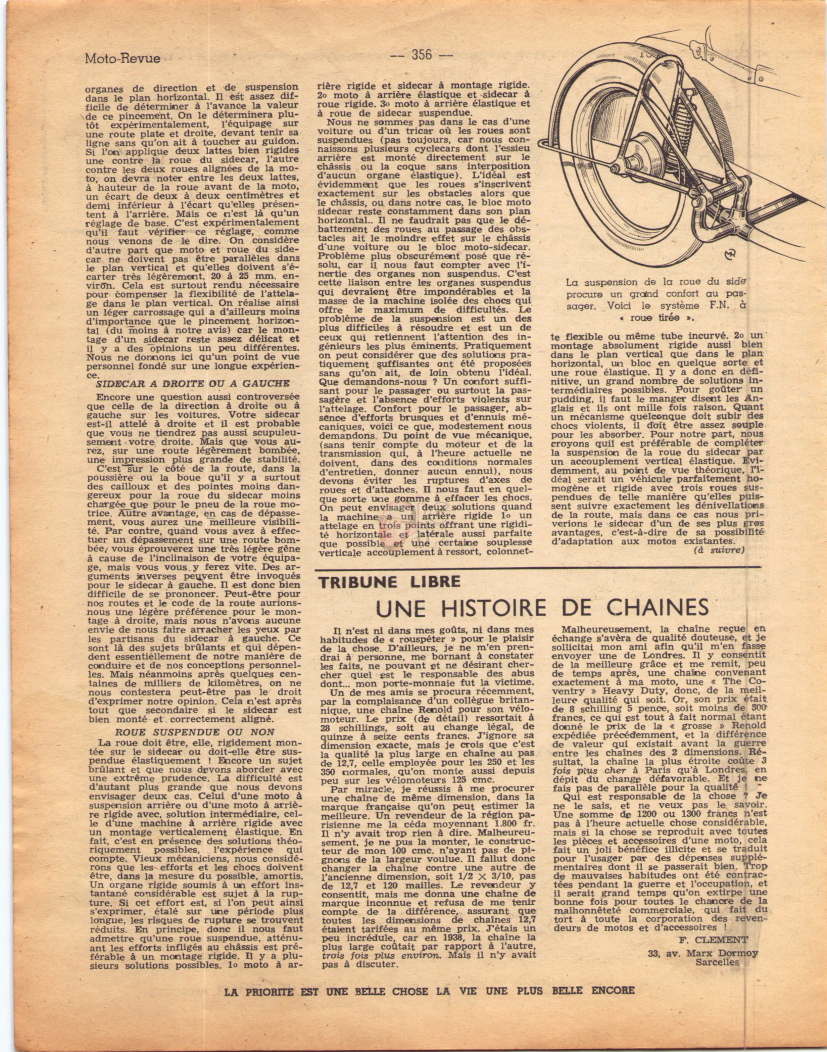 Moto-Revue
— 356 —
organes de direction et de suspension
dans le plan horizontal. Il est assez dif-
ficile de déterminer à l'avance la valeur
de ce pincement. On le déterminera plu-
tôt expérimentalement, l'équipage sur
une route plate et droite, devant tenir sa
ligne sans qu'on ait à toucher au guidon.
Si l'on applique deux lattes bien rigides
une contre la roue du sidecar, l'autre
contre les deux roues alignées de la mo-
to, on devra noter entre les deux lattes,
à hauteur de la roue avant de la moto,
un écart de deux à deux centimètres et
demi inférieur à l'écart qu'elles présen-
tent à l'arrière. Mais ce n'est là qu'un
réglage de base. C'est expérimentalement
qu'il faut vérifier ce réglage, comme
nous venons de le dire. On considère
d'autre part que moto et roue du side-
car ne doivent pas être parallèles dans
le plan vertical et qu'elles doivent s'é-
carter très légèrement, 20 à 25 mm. en-
viron. Cela est surtout rendu nécessaire
pour compenser la flexibilité de l'attela-
ge dans le plan vertical. On réalise ainsi
un léger carrossage qui a d'ailleurs moins
d'importance que le pincement horizon-
tal (du moins à notre avis) car le mon-
tage d'un sidecar reste assez délicat et
il y a des opinions un peu différentes.
Nous ne donnons ici qu'un point de vue
personnel fondé sur une longue expérien-
ce.
SIDECAR A DROITE OU A GAUCHE
Encore une question aussi controversée
que celle de la direction à droite ou à
gauche sur les voitures. Votre sidecar
est-il attelé à droite et il est probable
que vous ne tiendrez pas aussi scrupuleu-
sement votre droite. Mais que vous au-
rez, sur une route légèrement bombée,
une impression plus grande de stabilité.
C'est sur le côté de la route, dans la
poussière ou la boue qu'il y a surtout
des cailloux et des pointes moins dan-
gereux pour la roue du sidecar moins
chargée que pour le pneu de la roue mo-
trice. Autre avantage, en cas de dépasse-
ment, vous aurez une meilleure visibili-
té. Par contre, quand vous avez à effec-
tuer un dépassement sur une route bom-
bée, vous éprouverez une très légère gêne
à cause de l'inclinaison de votre équipa-
ge, mais vous vous y ferez vite. Des ar-
guments inverses peuvent être invoqués
pour le sidecar à gauche. Il est donc bien
difficile de se prononcer. Peut-être pour
nos routes et le code de la route aurions-
nous une légère préférence pour le mon-
tage à droite, mais nous n'avons aucune
envie de nous faire arracher les yeux par
les partisans du sidecar à gauche. Ce
sont là des sujets brûlants et qui dépen-
dent essentiellement de notre manière de
conduire et de nos conceptions personnel-
les. Mais néanmoins après quelques cen-
taines de milliers de kilomètres, on ne
nous contestera peut-être pas le droit
d'exprimer notre opinion. Cela n'est après
tout que secondaire si le sidecar est
bien monté et correctement aligné.
ROUE SUSPENDUE OU NON
La roue doit être, elle, rigidement mon-
tée sur le sidecar ou doit-elle être sus-
pendue élastiquement ! Encore un sujet
brûlant et que nous devons aborder avec
une extrême prudence. La difficulté est
d'autant plus grande que nous devons
envisager deux cas. Celui d'une moto à
suspension arrière ou d'une moto à arriè-
re rigide avec, solution intermédiaire, cel-
le d'une machine à arrière rigide avec
un montage verticalement élastique. En
fait, c'est en présence des solutions théo-
riquement possibles, l'expérience qui
compte. Vieux mécaniciens, nous considé-
rons que les efforts et les chocs doivent
être, dans la mesure du possible, amortis.
Un organe rigide soumis à un effort ins-
tantané considérable est sujet à la rup-
ture. Si cet effort est, si l'on peut ainsi
s'exprimer, étalé sur une période plus
longue, les risques de rupture se trouvent
réduits. En principe, donc il nous faut
admettre qu'une roue suspendue, atténu-
ant les efforts infligés au châssis est pré-
férable à un montage rigide. Il y a plu-
sieurs solutions possibles. 1o moto à ar-
rière rigide et sidecar à montage rigide.
2o moto à arrière élastique et sidecar à
roue rigide. 3o moto à arrière élastique et
à roue de sidecar suspendue.
Nous ne sommes pas dans le cas d'une
voiture ou d'un tricar où les roues sont
suspendues (pas toujours, car nous con-
naissons plusieurs cyclecars dont l'essieu
arrière est monté directement sur le
châssis ou la coque sans interposition
d'aucun organe élastique). L'idéal est
évidemment que les roues s'inscrivent
exactement sur les obstacles alors que
le châssis, ou dans notre cas, le bloc moto
sidecar reste constamment dans son plan
horizontal.. Il ne faudrait pas que le dé-
battement des roues au passage des obs-
tacles ait le moindre effet sur le châssis
d'une voiture ou le bloc moto-sidecar.
Problème plus obscurément posé que ré-
solu, car il nous faut compter avec l'i-
nertie des organes non suspendus. C'est
cette liaison entre les organes suspendus
qui devraient être impondérables et la
masse de la machine isolée des chocs qui
offre le maximum de difficultés. Le
problème de la suspension est un des
plus difficiles à résoudre et est un de
ceux qui retiennent l'attention des in-
génieurs les plus éminents. Pratiquement
on peut considérer que des solutions pra-
tiquement suffisantes ont été proposées
sans qu'on ait, de loin obtenu l'idéal.
Que demandons-nous ? Un confort suffi-
sant pour le passager ou surtout la pas-
sagère et l'absence d'efforts violents sur
l'attelage. Confort pour le passager, ab-
sence d'efforts brusques et d'ennuis mé-
caniques, voici ce que, modestement nous
demandons. Du point de vue mécanique,
(sans tenir compte du moteur et de la
transmission qui, à l'heure actuelle ne
doivent, dans des conditions normales
d'entretien, donner aucun ennui), nous
devons éviter les ruptures d'axes de
roues et d'attaches. Il nous faut en quel-
que sorte une gomme à effacer les chocs.
On peut envisager deux solutions quand
la machine a un arrière rigide 1o un
attelage en trois points offrant une rigidi-
té horizontale et latérale aussi parfaite
que possible et une certaine souplesse
verticale accouplement à ressort, colonnet-
La suspension de la roue du side
procure un grand confort au pas-
sager. Voici le système F.N. à
« roue tirée ».
te flexible ou même tube incurvé. 2o un
montage absolument rigide aussi bien
dans le plan vertical que dans le plan
horizontal, un bloc en quelque sorte et
une roue élastique. Il y a donc en défi-
nitive, un grand nombre de solutions in-
termédiaires possibles. Pour goûter un
pudding, il faut le manger disent les An-
glais et ils ont mille fois raison. Quant
un mécanisme quelconque doit subir des
chocs violents, il doit être assez souple
pour les absorber. Pour notre part, nous
croyons qu'il est préférable de compléter
la suspension de la roue du sidecar par
un accouplement vertical élastique. Evi-
demment, au point de vue théorique, l'i-
déal serait un véhicule parfaitement ho-
mogène et rigide avec trois roues sus-
pendues de telle manière qu'elles puis-
sent suivre exactement les dénivellations
de la route, mais dans ce cas nous pri-
verions le sidecar d'un de ses plus gros
avantages, c'est-à-dire de sa possibilité
d'adaptation aux motos existantes.
(à suivre)
TRIBUNE LIBRE
UNE HISTOIRE DE CHAINES
Il n'est ni dans mes goûts, ni dans mes
habitudes de « rouspéter » pour le plaisir
de la chose. D'ailleurs, je ne m'en pren-
drai à personne, me bornant à constater
les faits, ne pouvant et ne désirant cher-
cher quel est le responsable des abus
dont... mon porte-monnaie fut la victime.
Un de mes amis se procura récemment,
par la complaisance d'un collègue britan-
nique, une chaîne Renold pour son vélo-
moteur. Le prix (de détail) ressortait à
28 schillings, soit au change légal, de
quinze à seize cents francs. J'ignore sa
dimension exacte, mais je crois que c'est
la qualité la plus large en chaîne au pas
de 12,7, celle employée pour les 250 et les
350 normales, qu'on monte aussi depuis
peu sur les vélomoteurs 125 cmc.
Par miracle, je réussis à me procurer
une chaîne de même dimension, dans la
marque française qu'on peut estimer la
meilleure. Un revendeur de la région pa-
risienne me la céda moyennant 1.800 fr.
Il n'y avait trop rien à dire. Malheureu-
sement, je ne pus la monter, le construc-
teur de mon 100 cmc. n'ayant pas de pi-
gnons de la largeur voulue. Il fallut donc
changer la chaîne contre une autre de
l'ancienne dimension, soit 1/2 × 3/10, pas
de 12,7 et 120 mailles. Le revendeur y
consentit, mais me donna une chaîne de
marque inconnue et refusa de me tenir
compte de la différence, assurant que
toutes les dimensions de chaînes 12,7
étaient tarifées au même prix. J'étais un
peu incrédule, car en 1938, la chaîne la
plus large coûtait par rapport à l'autre,
trois fois plus environ. Mais il n'y avait
pas à discuter.
Malheureusement, la chaîne reçue en
échange s'avéra de qualité douteuse, et je
sollicitai mon ami afin qu'il m'en fasse
envoyer une de Londres. Il y consentit
de la meilleure grâce et me remit, peu
de temps après, une chaîne convenant
exactement à ma moto, une « The Co-
ventry » Heavy Duty, donc, de la meil-
leure qualité qui soit. Or, son prix était
de 8 schilling 5 pence, soit moins de 500
francs, ce qui est tout à fait normal étant
donné le prix de la « grosse » Renold
expédiée précédemment, et la différence
de valeur qui existait avant la guerre
entre les chaînes des 2 dimensions. Ré-
sultat, la chaîne la plus étroite coûte 3
fois plus cher à Paris qu'à Londres, en
dépit du change défavorable. Et je ne
fais pas de parallèle pour la qualité !
Qui est responsable de la chose ? Je
ne le sais, et ne veux pas le savoir.
Une somme de 1200 ou 1300 francs n'est
pas à l'heure actuelle chose considérable,
mais si la chose se reproduit avec toutes
les pièces et accessoires d'une moto, cela
fait un joli bénéfice illicite et se traduit
pour l'usager par des dépenses supplé-
mentaires dont il se passerait bien. Trop
de mauvaises habitudes ont été contrac-
tées pendant la guerre et l'occupation, et
il serait grand temps qu'on extirpe une
bonne fois pour toutes le chancre de la
malhonnêteté commerciale, qui fait du
tort à toute la corporation des reven-
deurs de motos et d'accessoires !
F. CLEMENT
33, av. Marx Dormoy
Sarcelles
LA PRIORITE EST UNE BELLE CHOSE LA VIE UNE PLUS BELLE ENCORE